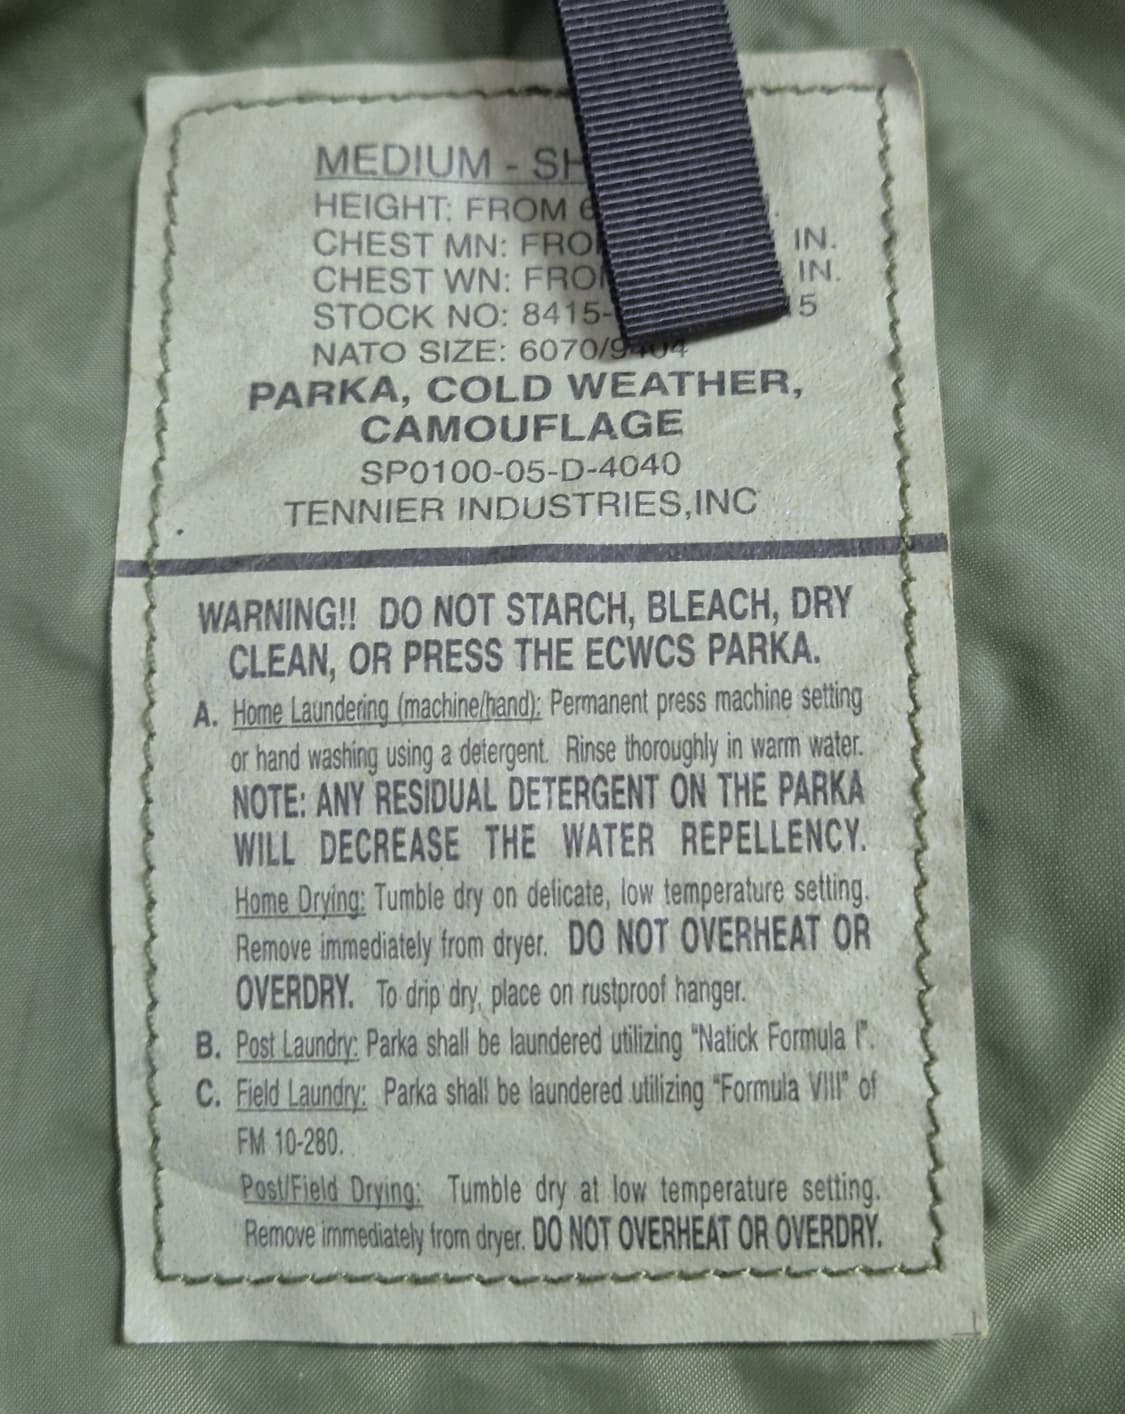 MEDIUM - SH
HEIGHT: FROM 6
CHEST MN: FRO IN.
CHEST WN: FRO IN.
STOCK NO: 8415- 5
NATO SIZE: 6070/9404
PARKA, COLD WEATHER,
CAMOUFLAGE
SP0100-05-D-4040
TENNIER INDUSTRIES,INC
WARNING!! DO NOT STARCH, BLEACH, DRY
CLEAN, OR PRESS THE ECWCS PARKA.
A. Home Laundering (machine/hand): Permanent press machine setting
or hand washing using a detergent. Rinse thoroughly in warm water.
NOTE: ANY RESIDUAL DETERGENT ON THE PARKA
WILL DECREASE THE WATER REPELLENCY.
Home Drying: Tumble dry on delicate, low temperature setting.
Remove immediately from dryer. DO NOT OVERHEAT OR
OVERDRY. To drip dry, place on rustproof hanger.
B. Post Laundry: Parka shall be laundered utilizing "Natick Formula I".
C. Field Laundry: Parka shall be laundered utilizing "Formula VIII" of
FM 10-280.
Post/Field Drying: Tumble dry at low temperature setting.
Remove immediately from dryer. DO NOT OVERHEAT OR OVERDRY.